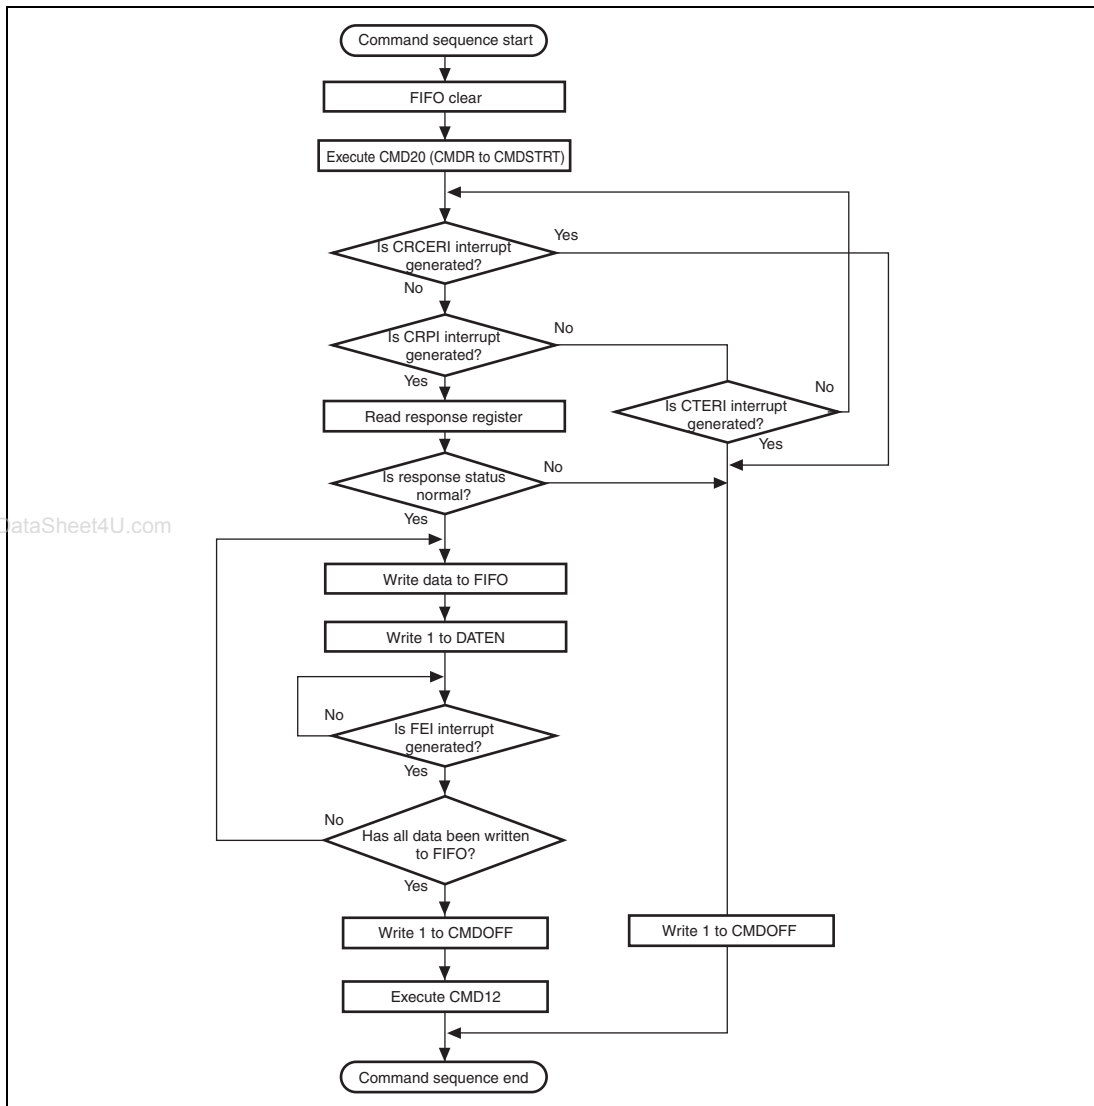 Command sequence start
FIFO clear
Execute CMD20 (CMDR to CMDSTRT)
Is CRCERI interrupt
generated?
Yes
No
Is CRPI interrupt
generated?
No
Yes
Is CTERI interrupt
generated?
No
Yes
Read response register
Is response status
normal?
No
Yes
DataSheet4U.com
Write data to FIFO
Write 1 to DATEN
No
Is FEI interrupt
generated?
Yes
No
Has all data been written
to FIFO?
Yes
Write 1 to CMDOFF
Write 1 to CMDOFF
Execute CMD12
Command sequence end